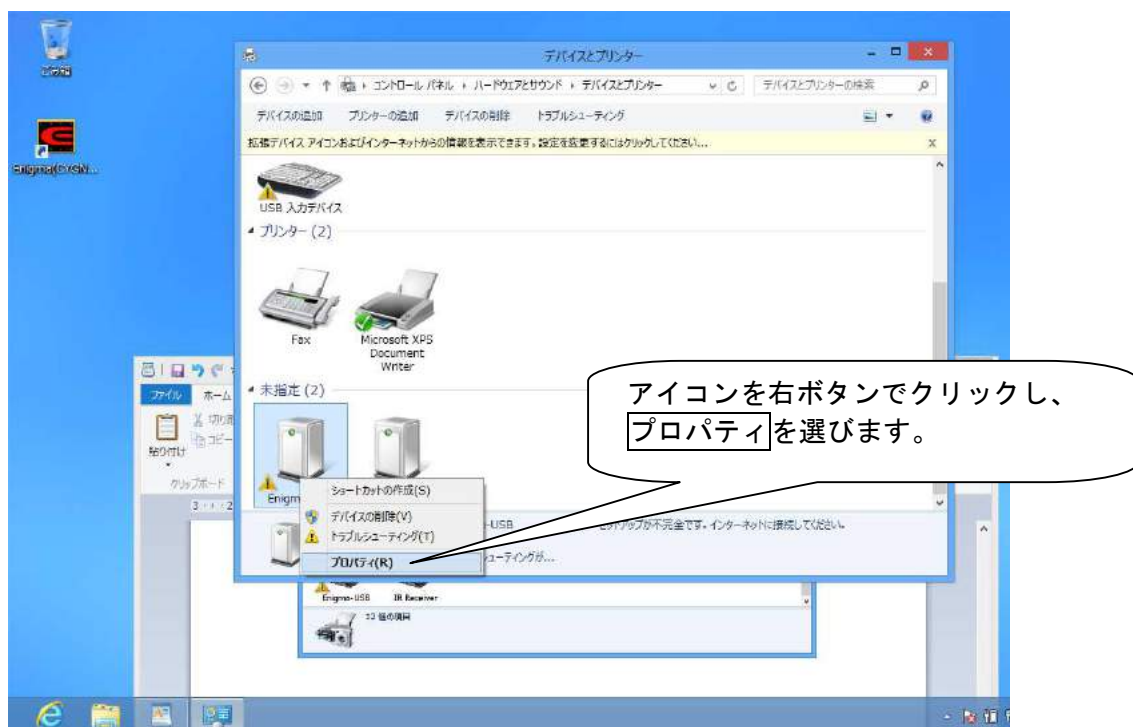 デバイスとプリンター
コントロール パネル ▸ ハードウェアとサウンド ▸ デバイスとプリンター
デバイスとプリンターの検索
デバイスの追加 プリンターの追加 デバイスの削除 トラブルシューティング
拡張デバイス アイコンおよびインターネットからの情報を表示できます。設定を変更するにはクリックしてください...
USB 入力デバイス
プリンター (2)
Fax
Microsoft XPS
Document
Writer
未指定 (2)
アイコンを右ボタンでクリックし、
プロパティを選びます。
Enigm
ショートカットの作成(S)
デバイスの削除(V)
トラブルシューティング(T)
プロパティ(R)
-USB
インターネットに接続してください。
ファイル ホーム
貼り付け
クリップボード
Enigma-USB
IR Receiver
個の項目